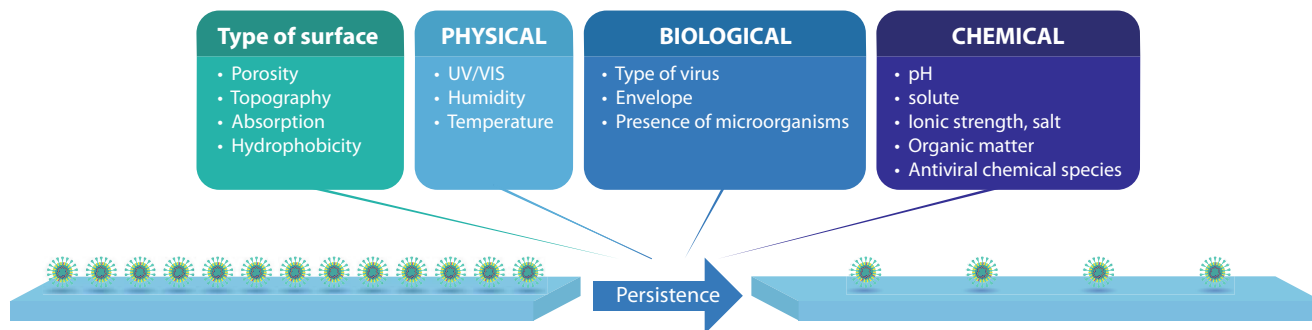 Type of surface
• Porosity
• Topography
• Absorption
• Hydrophobicity
PHYSICAL
• UV/VIS
• Humidity
• Temperature
BIOLOGICAL
• Type of virus
• Envelope
• Presence of microorganisms
CHEMICAL
• pH
• solute
• Ionic strength, salt
• Organic matter
• Antiviral chemical species
Persistence